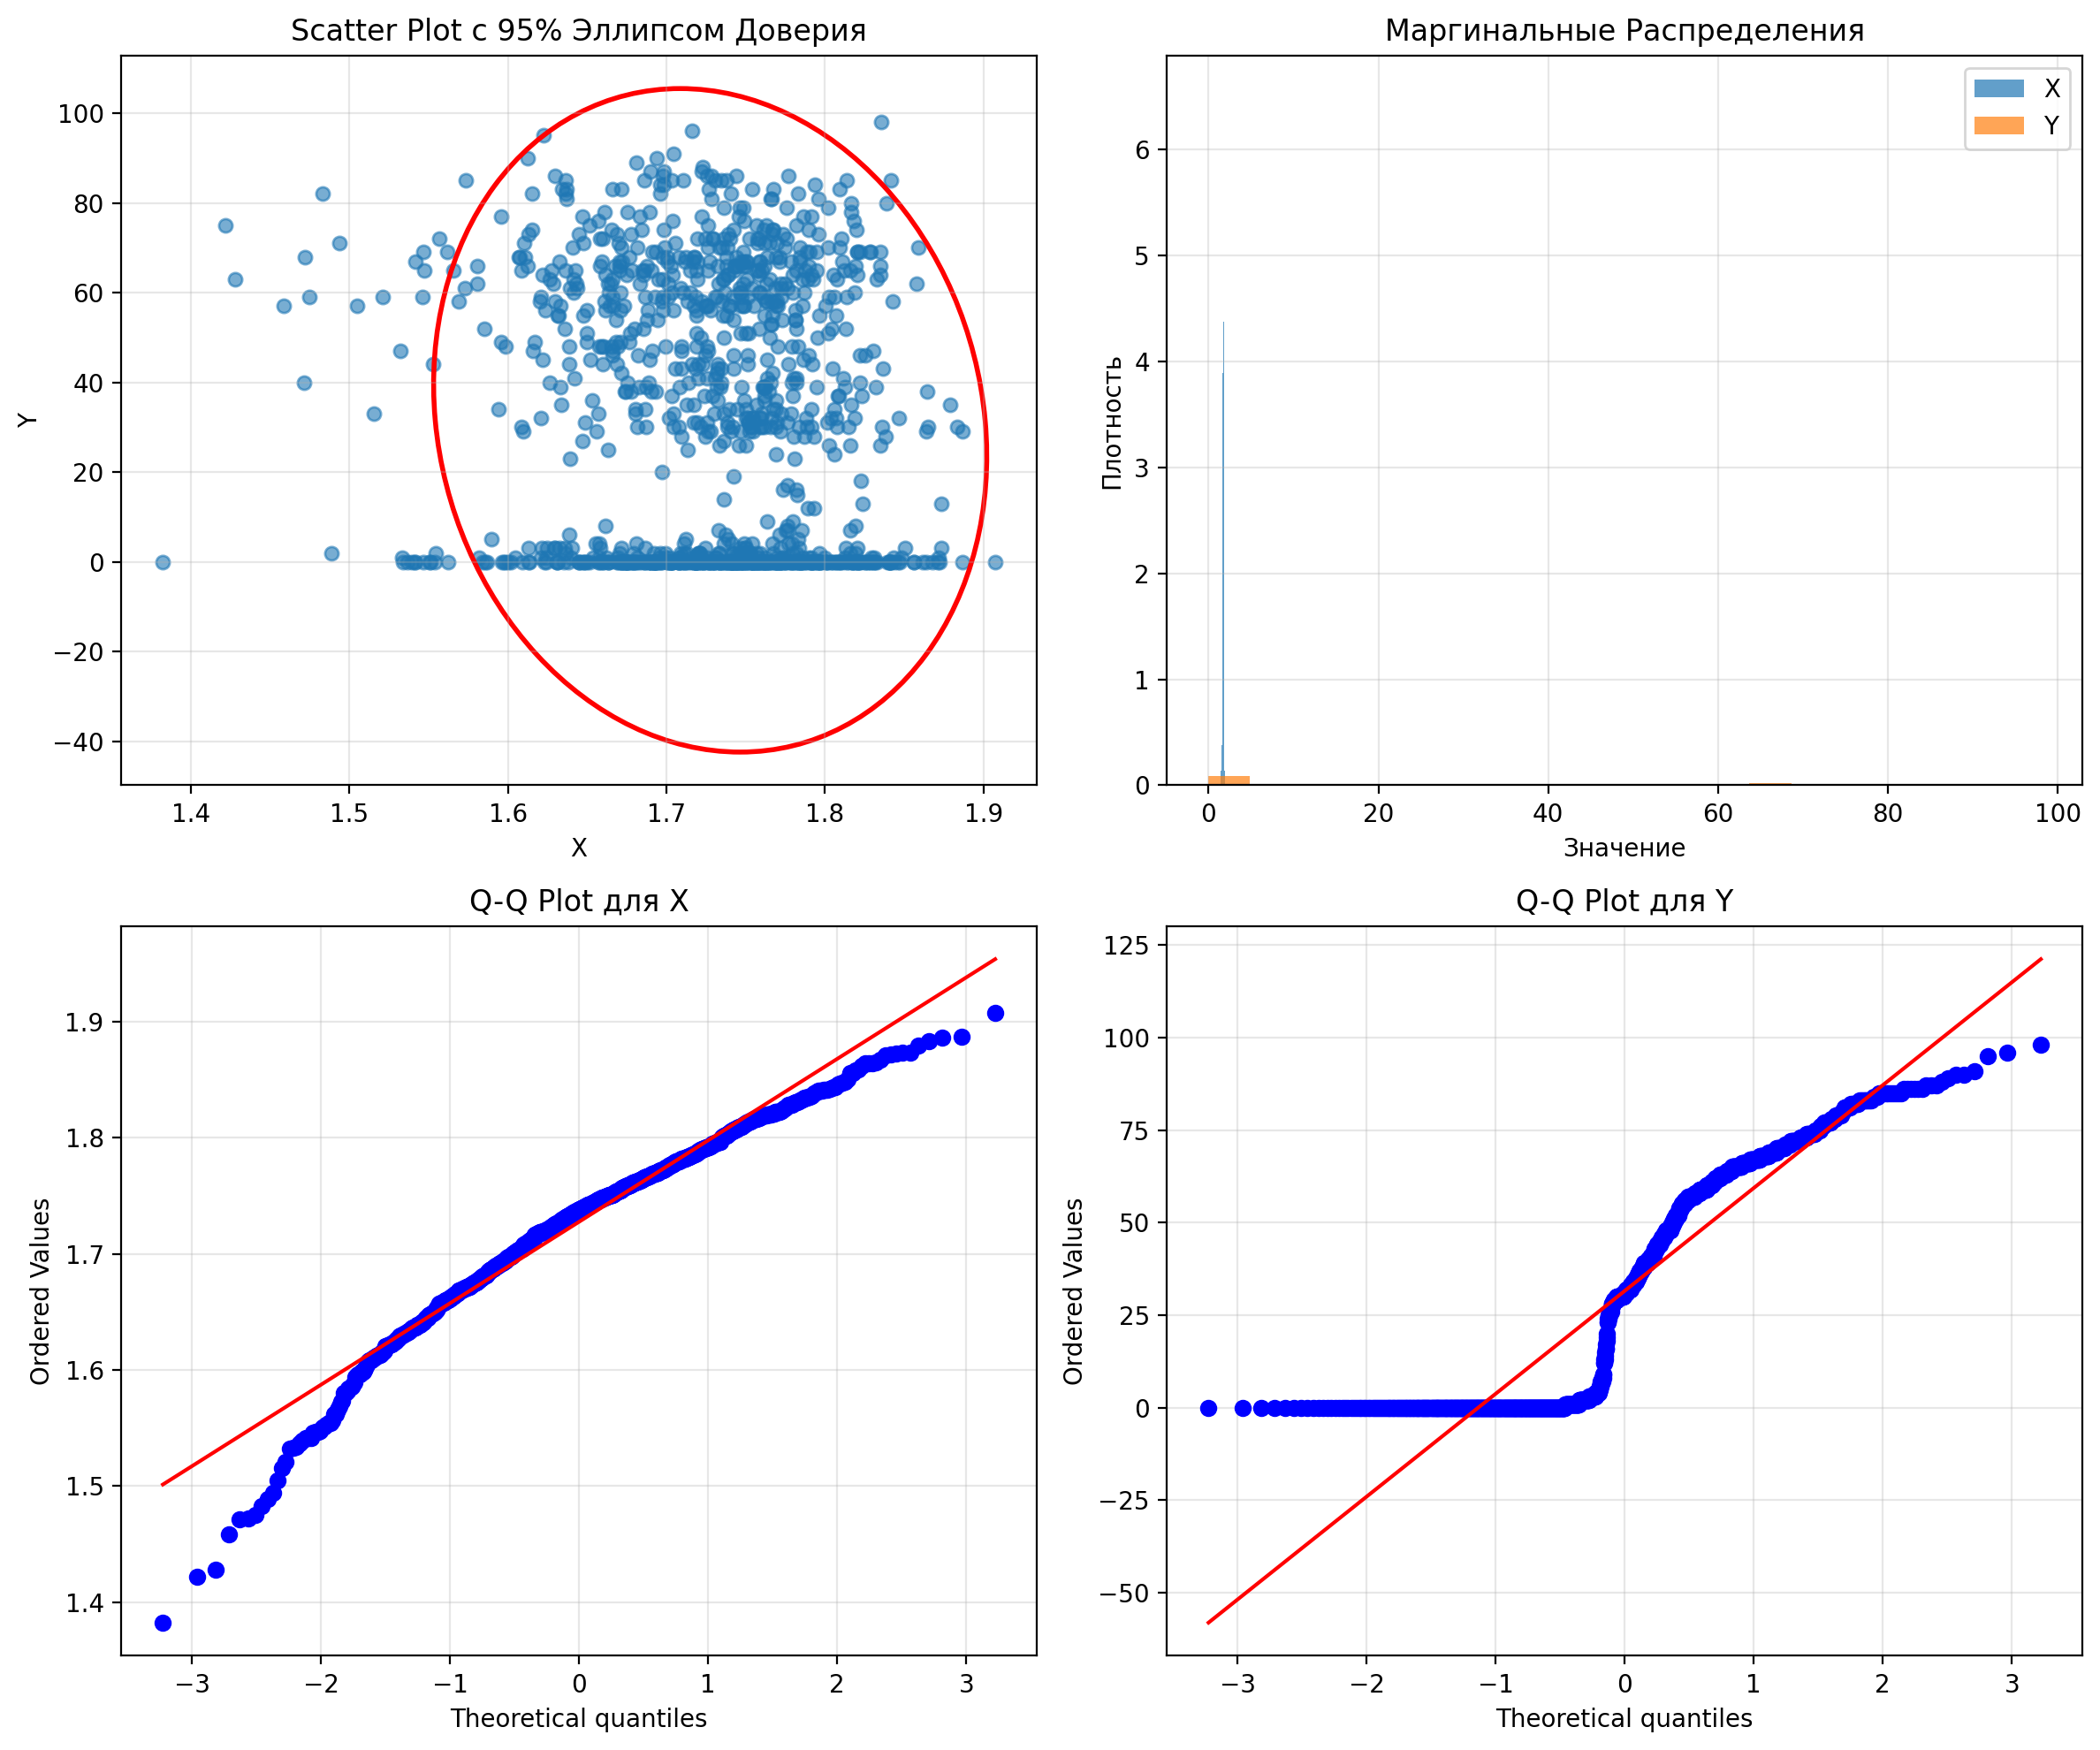 Scatter Plot с 95% Эллипсом Доверия
100
80
60
40
20
0
−20
−40
Y
1.4 1.5 1.6 1.7 1.8 1.9
X
Маргинальные Распределения
X
Y
6
5
4
3
2
1
0
Плотность
0 20 40 60 80 100
Значение
Q-Q Plot для X
1.9
1.8
1.7
1.6
1.5
1.4
Ordered Values
−3 −2 −1 0 1 2 3
Theoretical quantiles
Q-Q Plot для Y
125
100
75
50
25
0
−25
−50
Ordered Values
−3 −2 −1 0 1 2 3
Theoretical quantiles